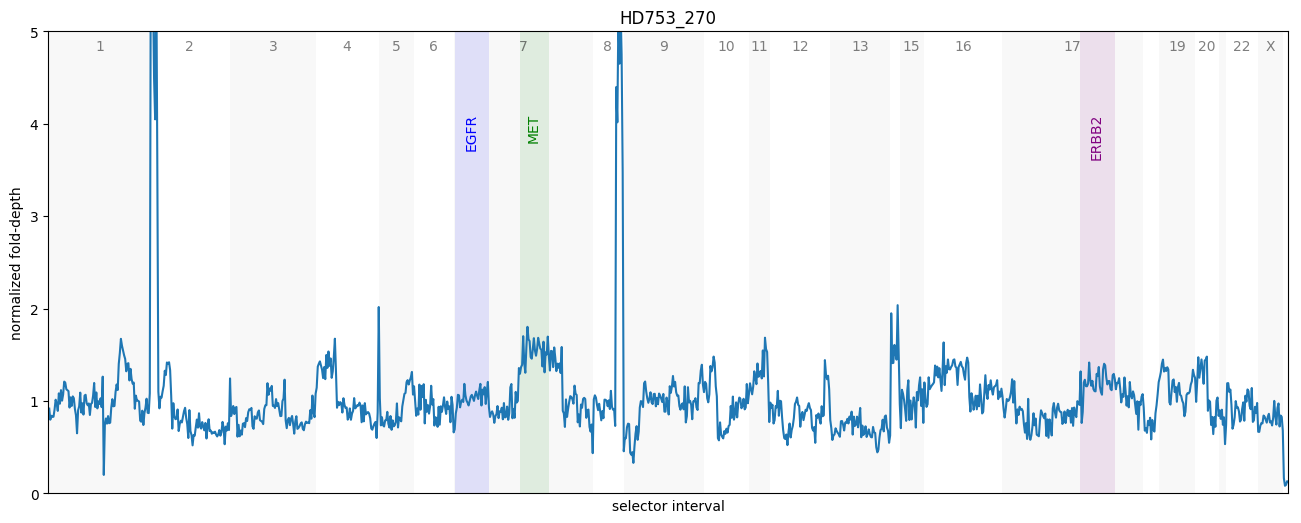 HD753_270
5
4
3
2
1
0
normalized fold-depth
1 2 3 4 5 6 7 8 9 10 11 12 13 15 16 17 19 20 22 X
EGFR
MET
ERBB2
selector interval